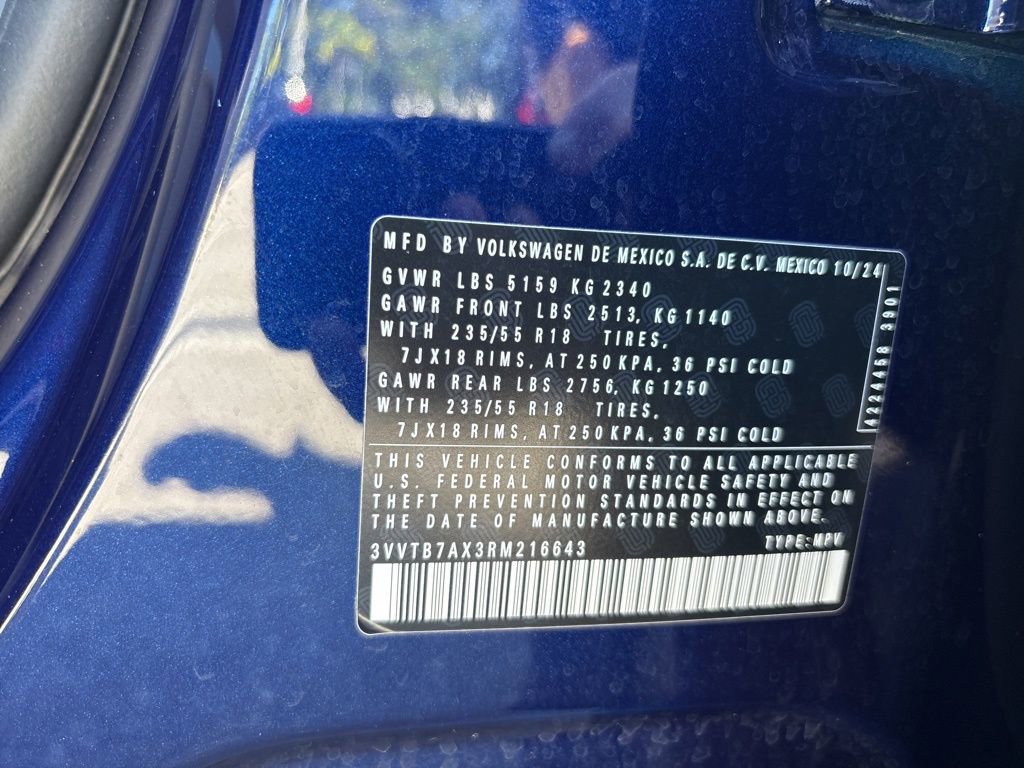 MFD BY VOLKSWAGEN DE MEXICO S.A. DE C.V. MEXICO 10/24
GVWR LBS 5159 KG 2340
GAWR FRONT LBS 2513, KG 1140
WITH 235/55 R18 TIRES,
7JX18 RIMS, AT 250 KPA, 36 PSI COLD
GAWR REAR LBS 2756, KG 1250
WITH 235/55 R18 TIRES,
7JX18 RIMS, AT 250 KPA, 36 PSI COLD
THIS VEHICLE CONFORMS TO ALL APPLICABLE
U.S. FEDERAL MOTOR VEHICLE SAFETY AND
THEFT PREVENTION STANDARDS IN EFFECT ON
THE DATE OF MANUFACTURE SHOWN ABOVE.
3VVTB7AX3RM216643 TYPE:MPV